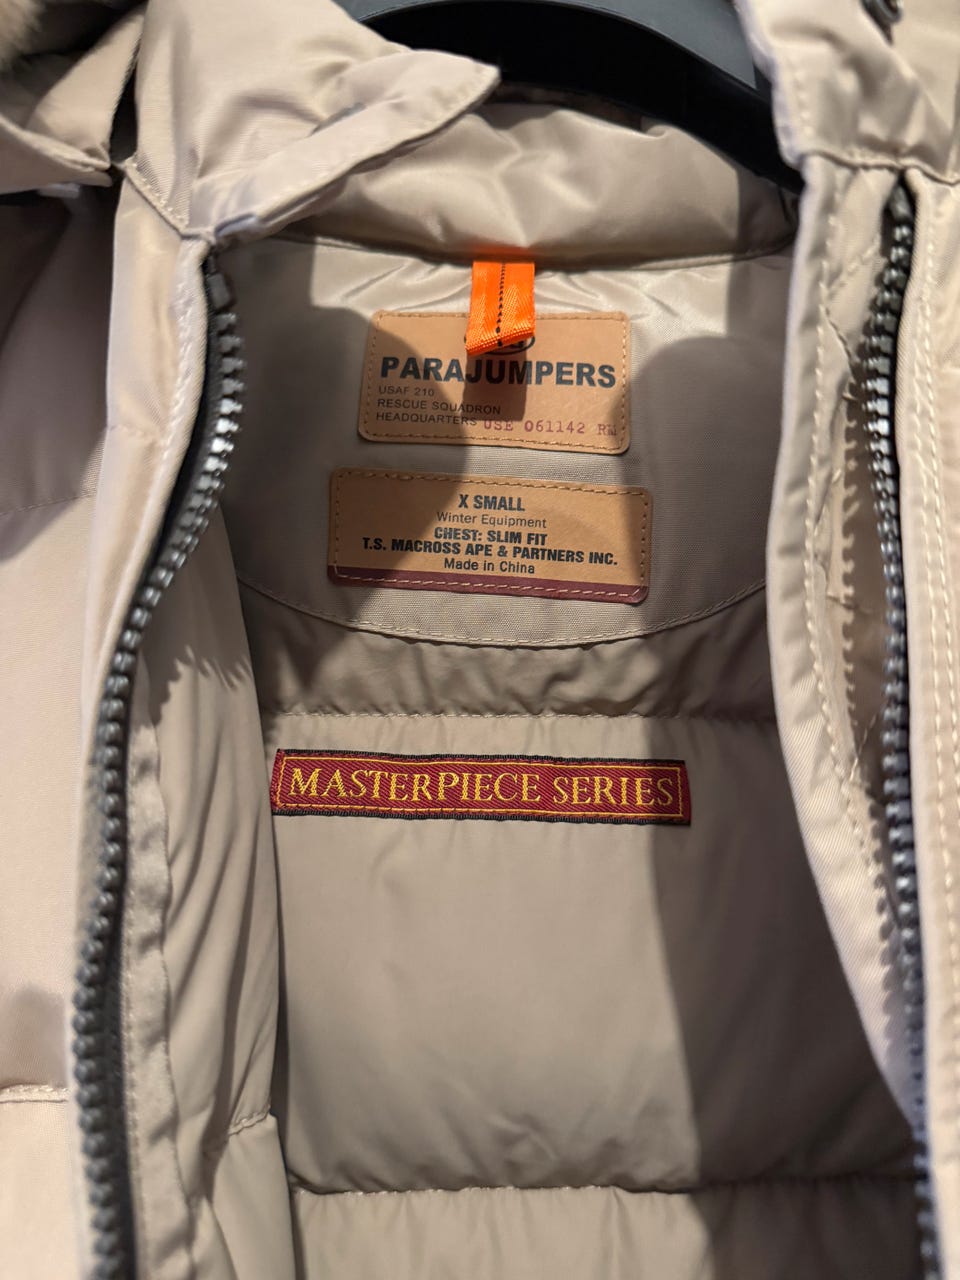 PARAJUMPERS
USAF 210
RESCUE SQUADRON
HEADQUARTERS USE 061142 RM
X SMALL
Winter Equipment
CHEST: SLIM FIT
T.S. MACROSS APE & PARTNERS INC.
Made in China
MASTERPIECE SERIES